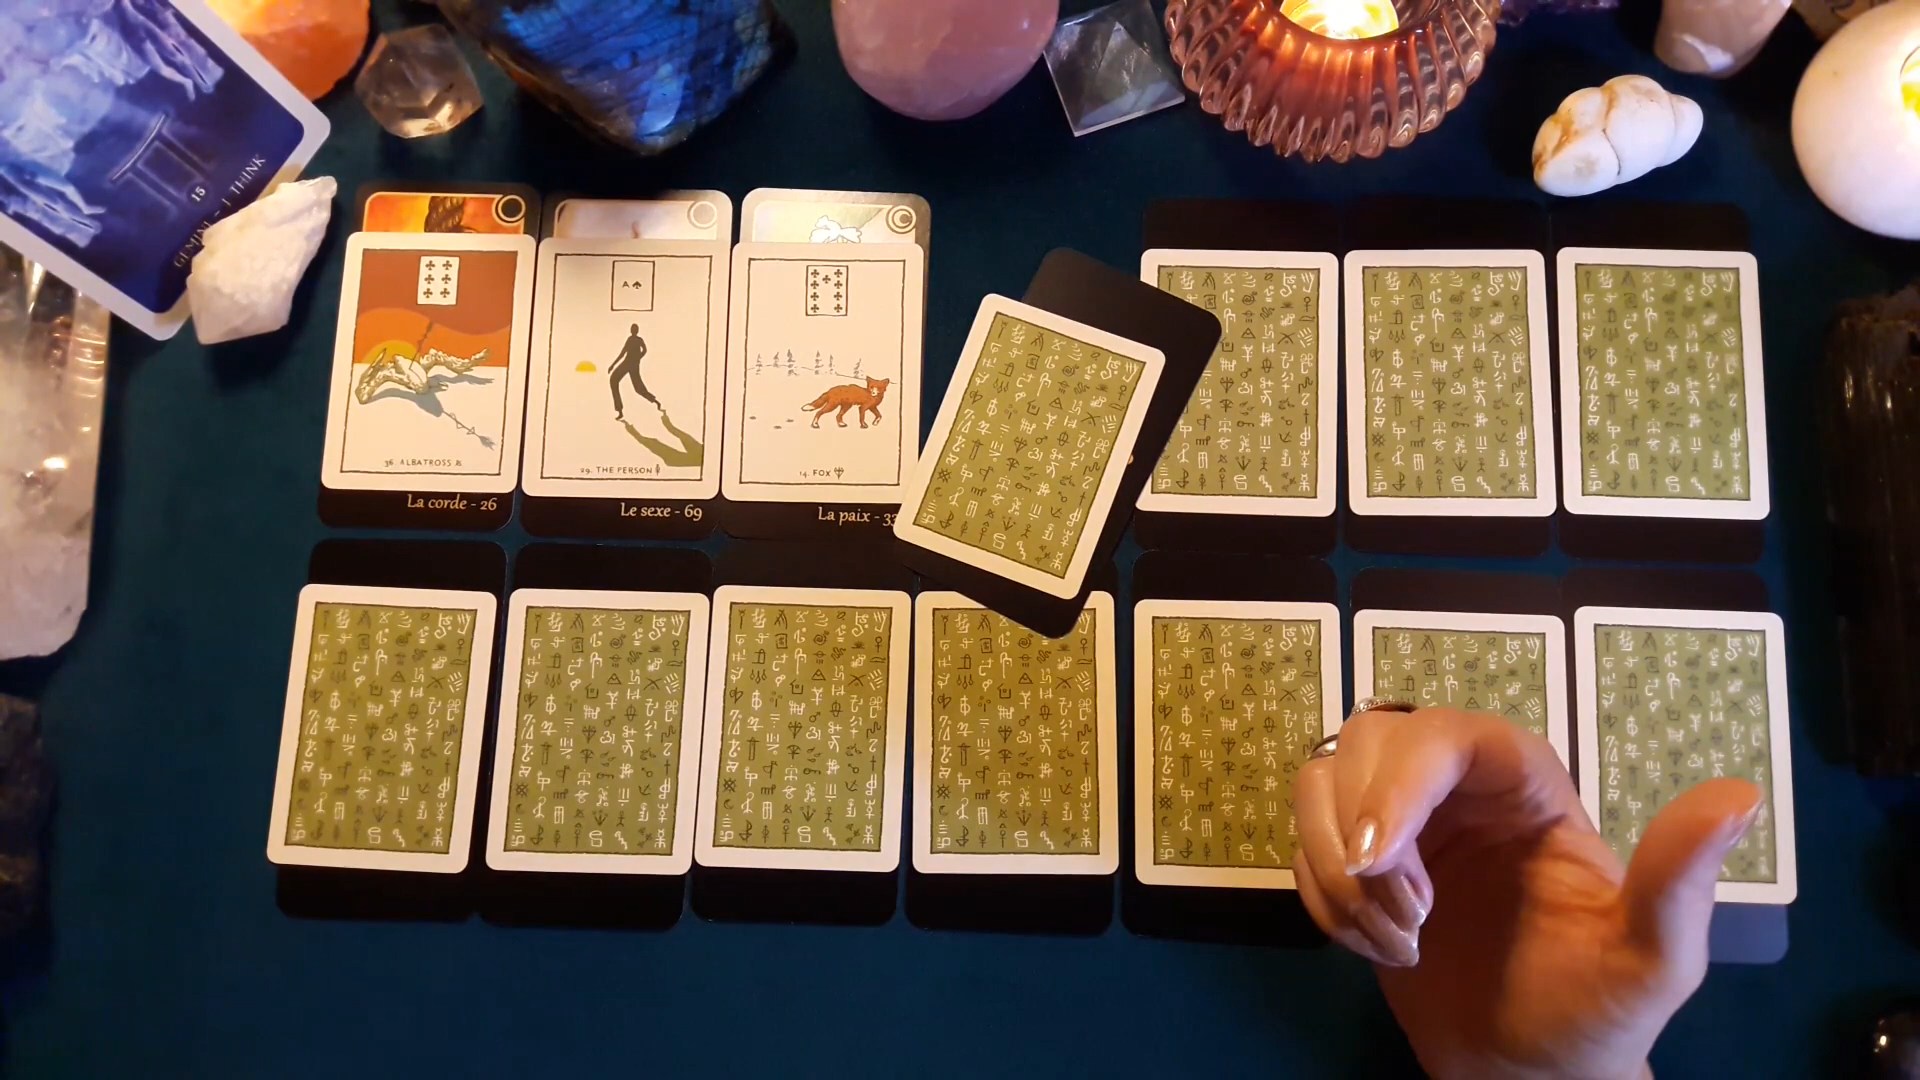 15
GEMINI – I THINK
A
36. ALBATROSS
29. THE PERSON
14. FOX
La corde - 26
Le sexe - 69
La paix - 33